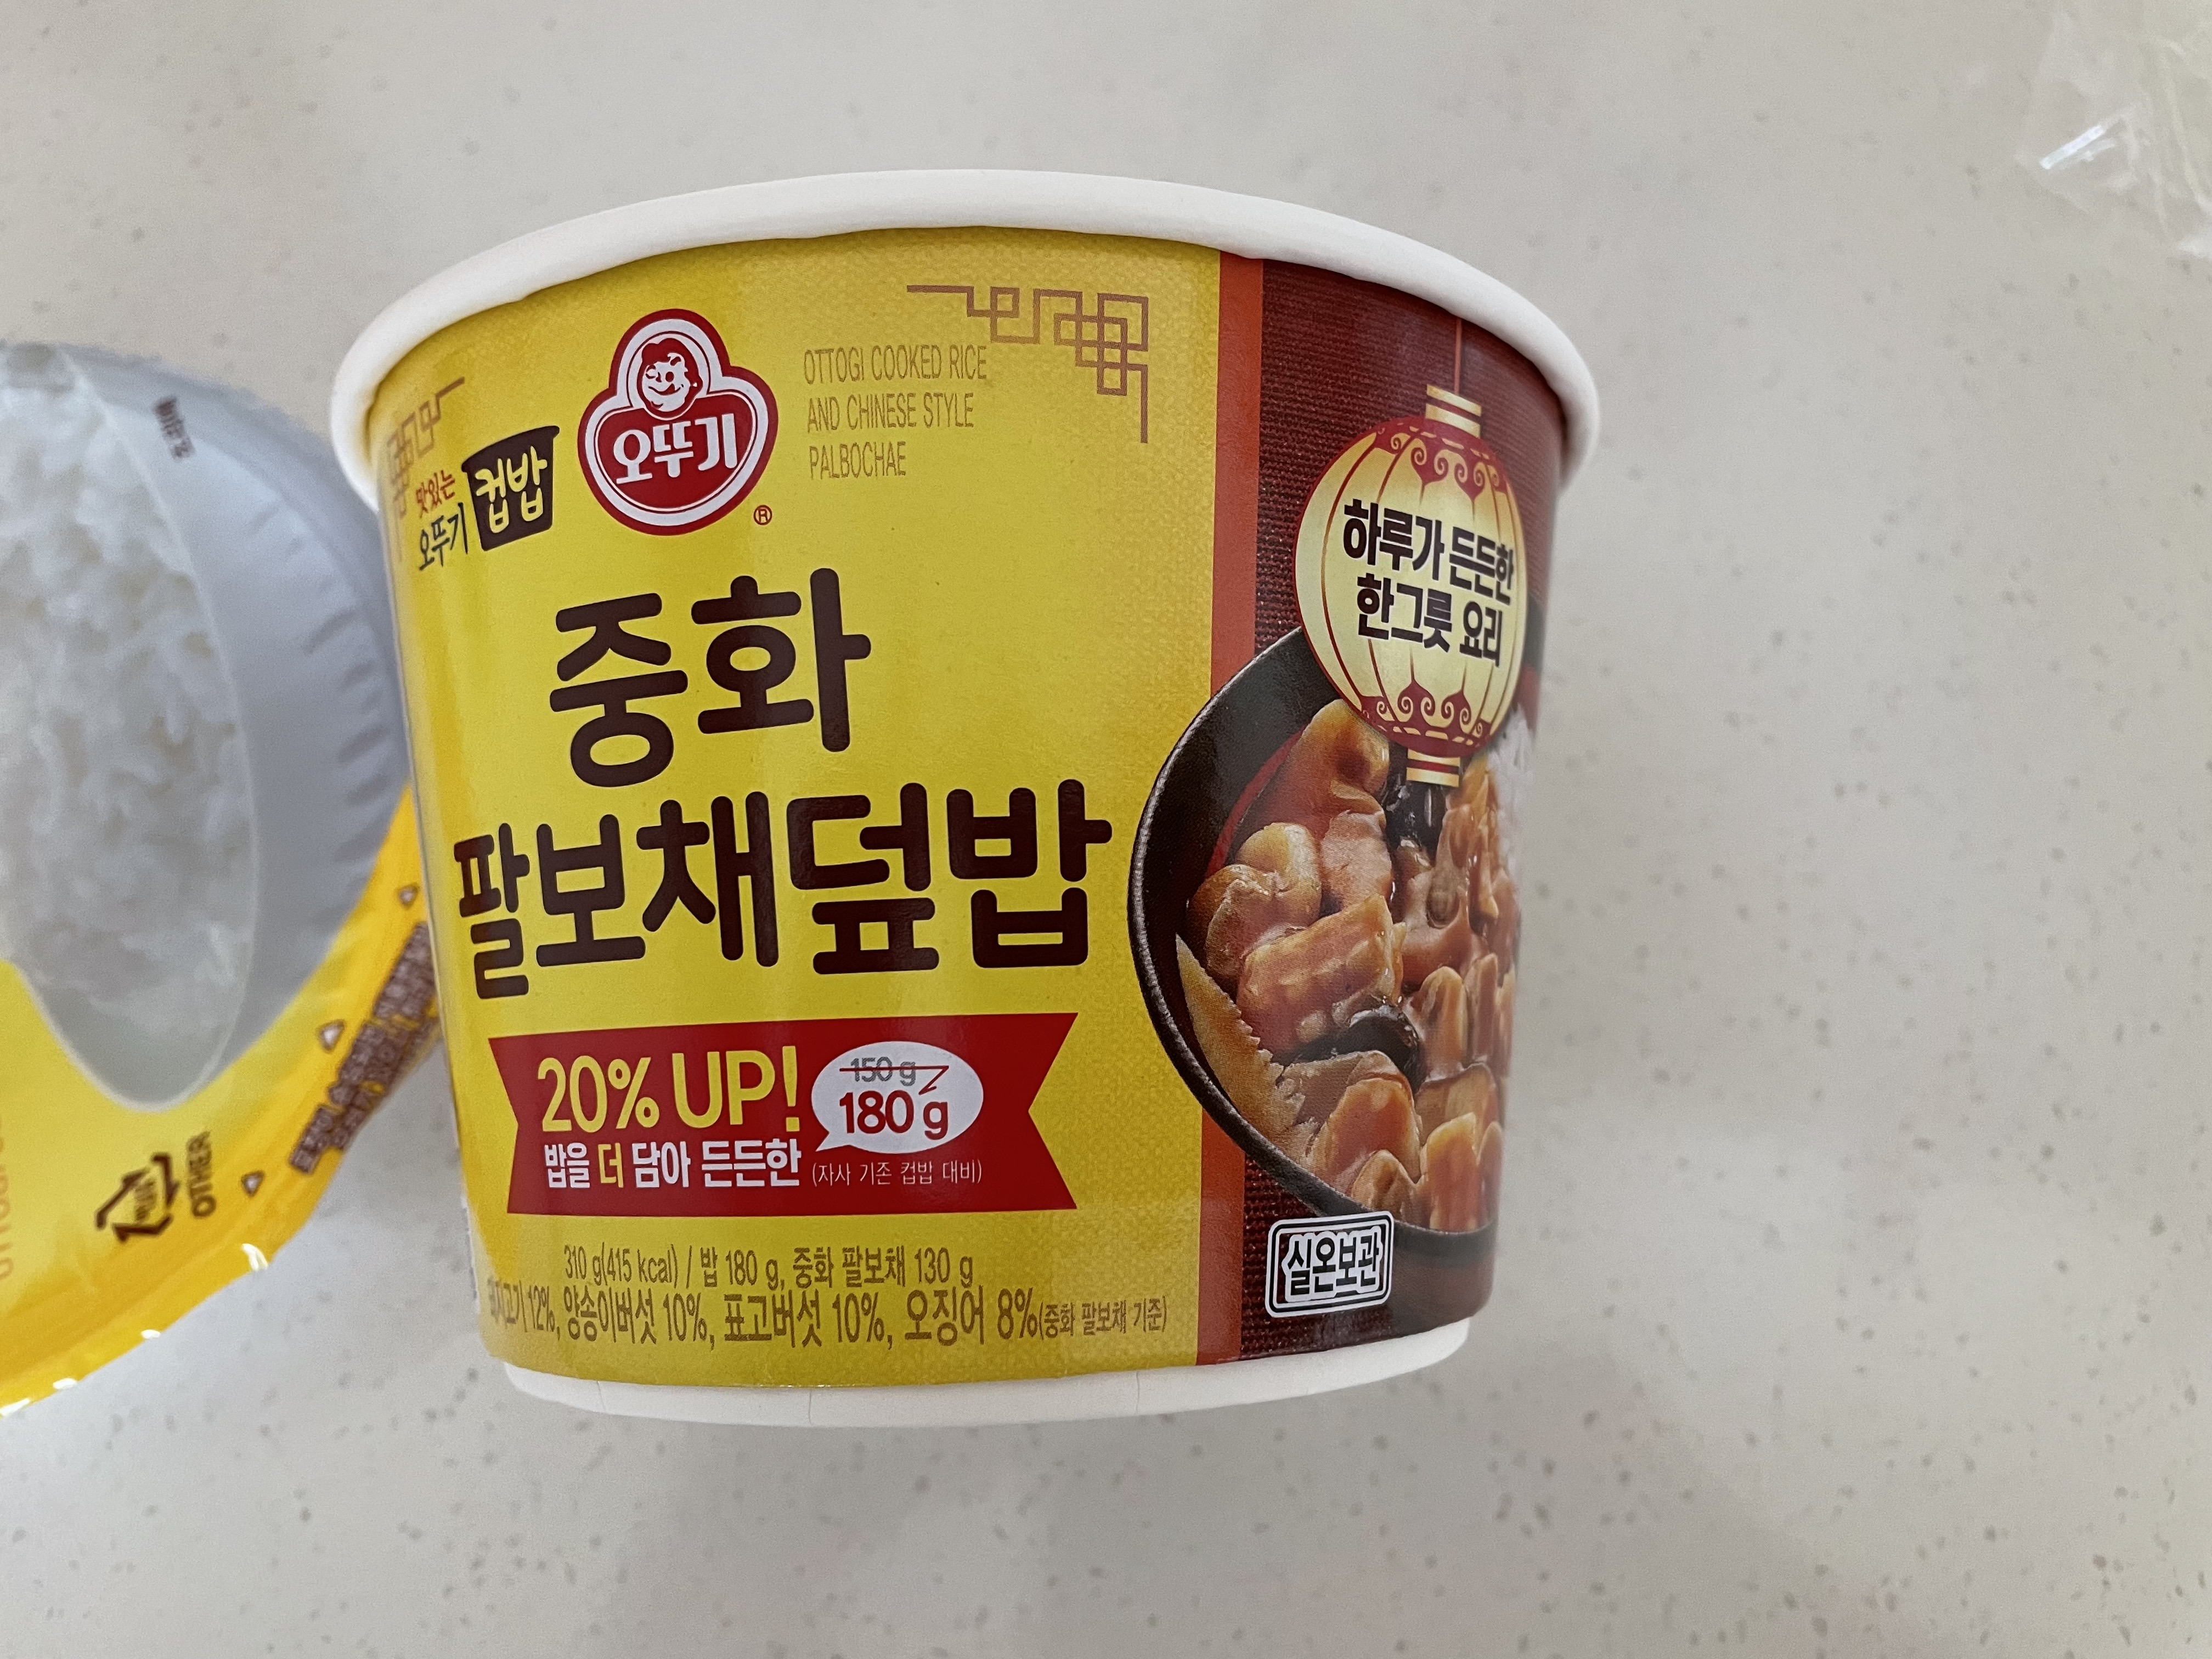 맛있는
오뚜기 컵밥
오뚜기
®
OTTOGI COOKED RICE
AND CHINESE STYLE
PALBOCHAE
중화
팔보채덮밥
20% UP!
150 g
180 g
밥을 더 담아 든든한 (자사 기존 컵밥 대비)
310 g(415 kcal) / 밥 180 g, 중화 팔보채 130 g
12%, 양송이버섯 10%, 표고버섯 10%, 오징어 8%(중화 팔보채 기준)
하루가 든든한
한그릇 요리
실온보관
OTHER